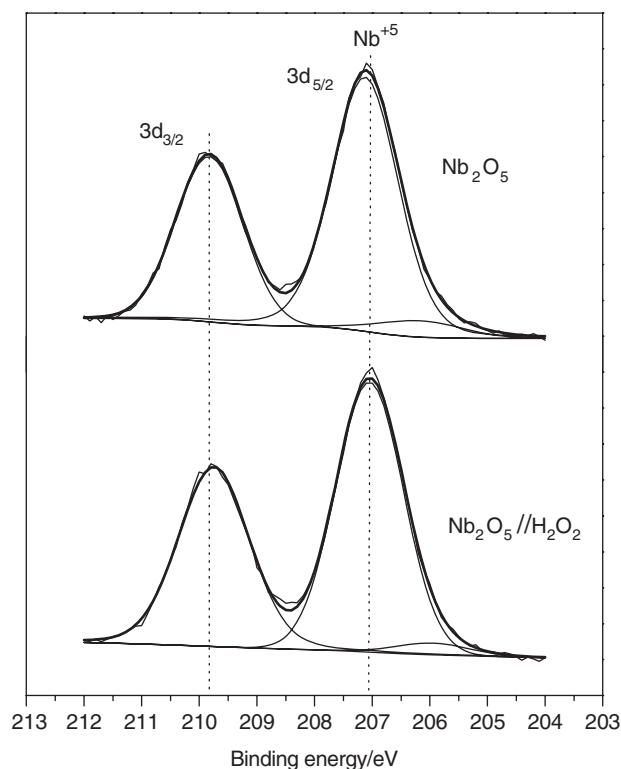 Nb⁺⁵
3d₅/₂
3d₃/₂
Nb₂O₅
Nb₂O₅//H₂O₂
213 212 211 210 209 208 207 206 205 204 203
Binding energy/eV